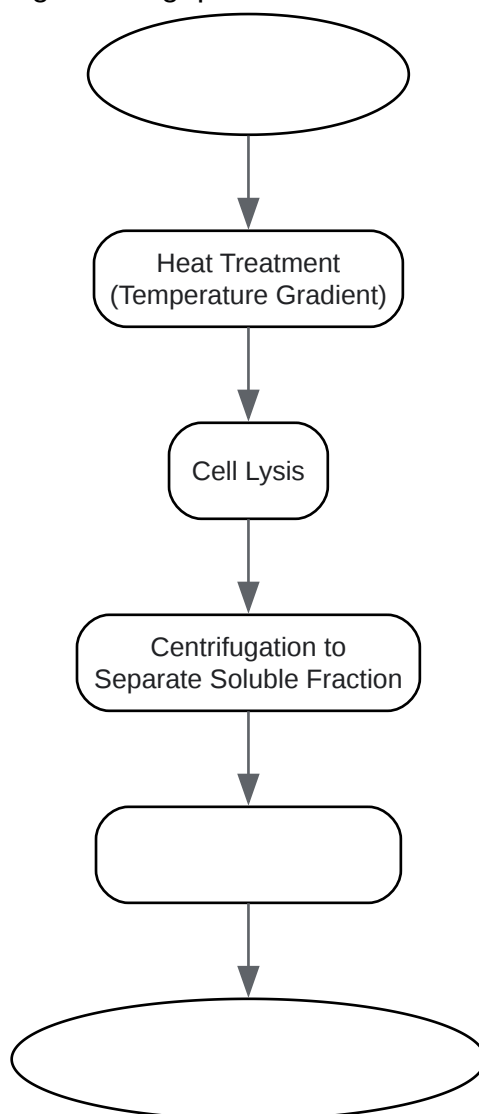 Heat Treatment
(Temperature Gradient)
Cell Lysis
Centrifugation to
Separate Soluble Fraction